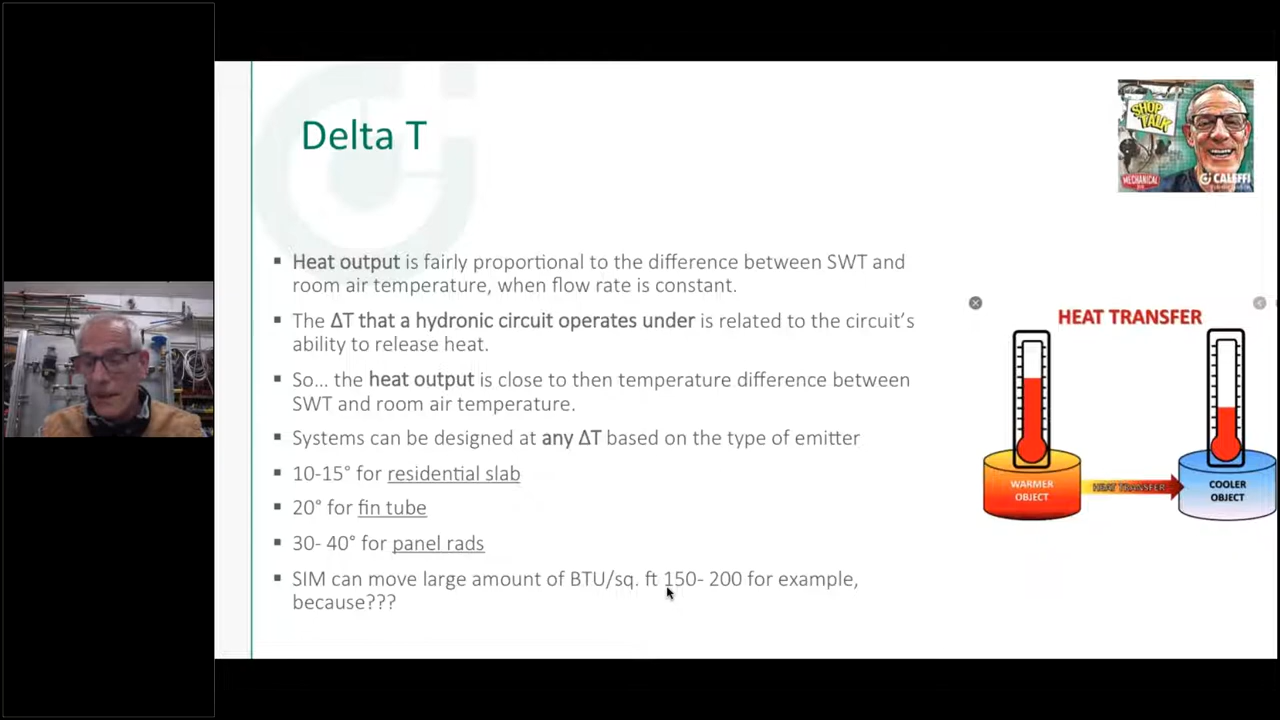 Delta T
SHOP
TALK
MECHANICAL
CALEFFI
▪ Heat output is fairly proportional to the difference between SWT and
room air temperature, when flow rate is constant.
▪ The ΔT that a hydronic circuit operates under is related to the circuit’s
ability to release heat.
▪ So... the heat output is close to then temperature difference between
SWT and room air temperature.
▪ Systems can be designed at any ΔT based on the type of emitter
▪ 10-15° for residential slab
▪ 20° for fin tube
▪ 30- 40° for panel rads
▪ SIM can move large amount of BTU/sq. ft 150- 200 for example,
because???
HEAT TRANSFER
WARMER
OBJECT
HEAT TRANSFER
COOLER
OBJECT